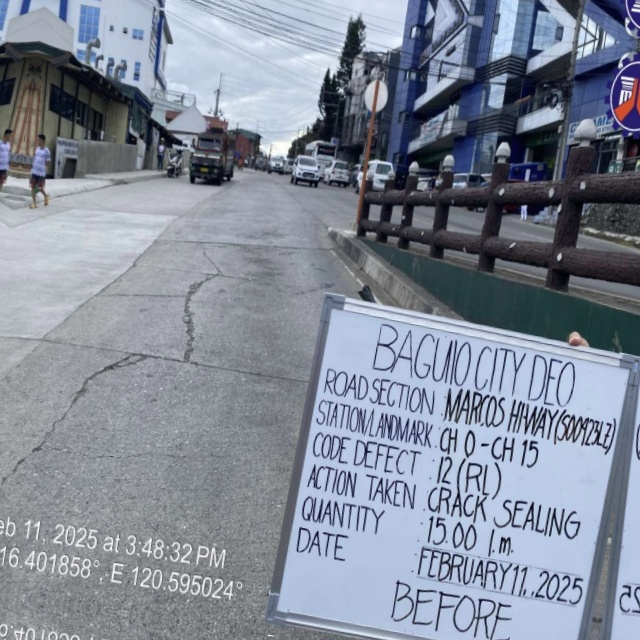 BAGUIO CITY DEO
ROAD SECTION : MARCOS HIWAY (S00923LZ)
STATION/LANDMARK : CH 0 - CH 15
CODE DEFECT : 12 (RL)
ACTION TAKEN : CRACK SEALING
QUANTITY : 15.00 l.m.
DATE : FEBRUARY 11, 2025
BEFORE
eb 11, 2025 at 3:48:32 PM
16.401858°, E 120.595024°